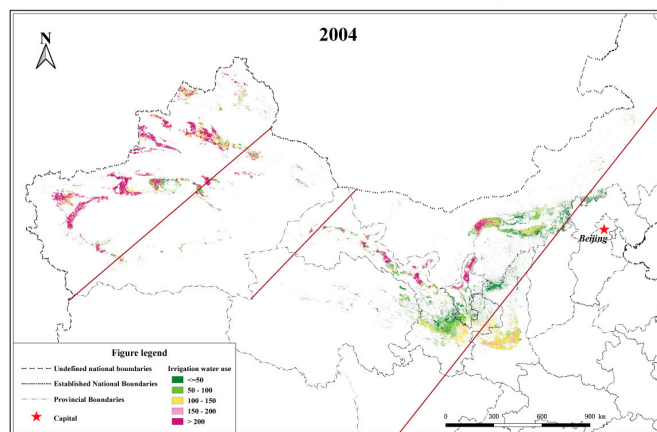 2004
N
Beijing
Figure legend
Undefined national boundaries
Established National Boundaries
Provincial Boundaries
Capital
Irrigation water use
<=50
50 - 100
100 - 150
150 - 200
> 200
0 300 600 900 km